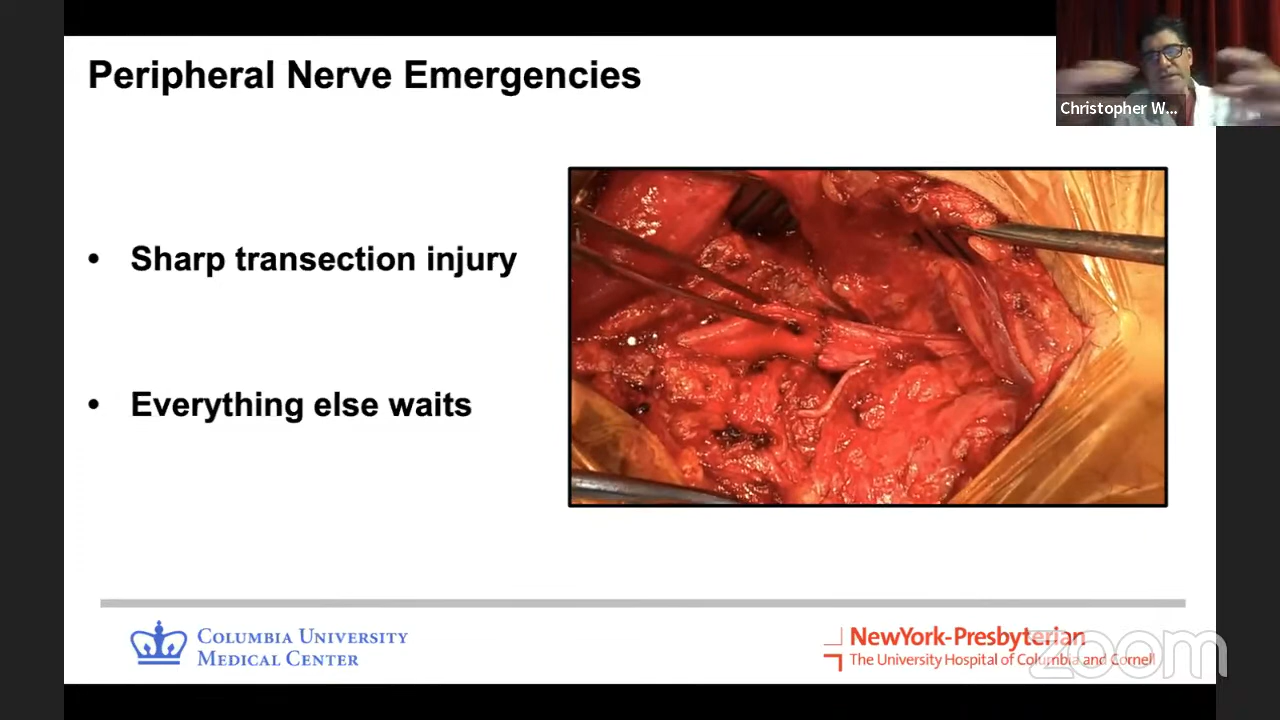 Peripheral Nerve Emergencies
Christopher W...
• Sharp transection injury
• Everything else waits
COLUMBIA UNIVERSITY
MEDICAL CENTER
NewYork-Presbyterian
The University Hospital of Columbia and Cornell
zoom